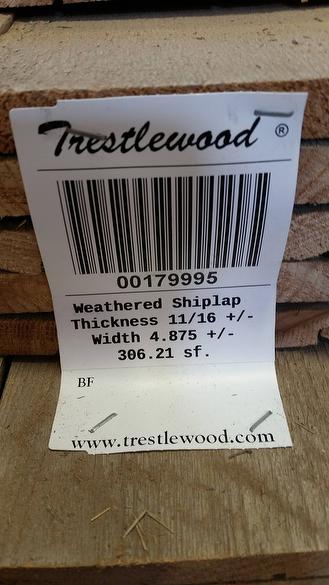 Trestlewood ®
00179995
Weathered Shiplap
Thickness 11/16 +/-
Width 4.875 +/-
306.21 sf.
BF
www.trestlewood.com